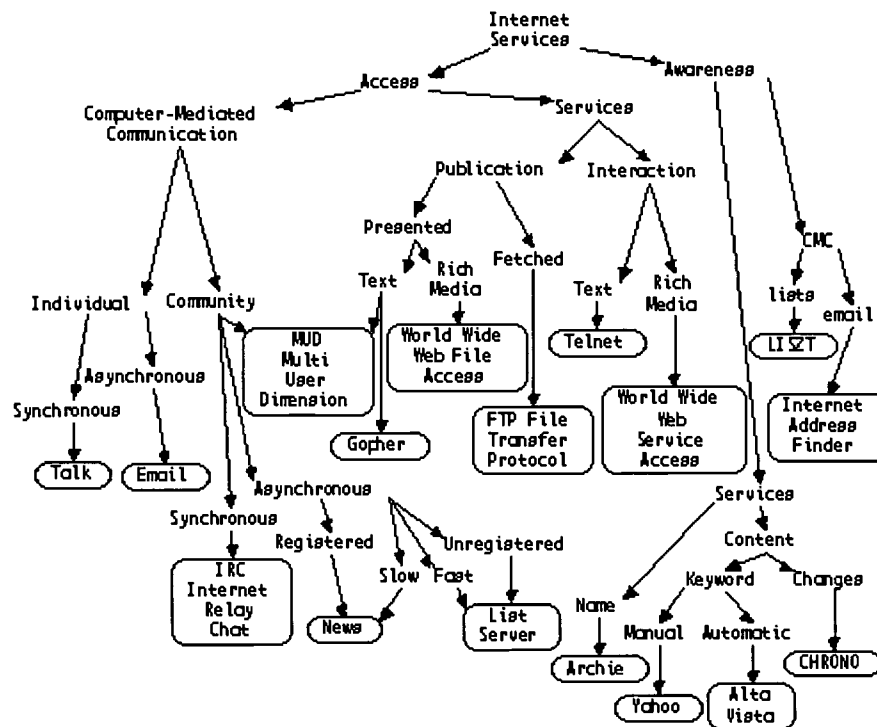 Internet
Services
Awareness
Access
Computer-Mediated
Communication
Services
Publication
Interaction
Presented
CMC
Fetched
Text
Rich
Media
Text
Rich
Media
lists
email
Individual
Community
MUD
Multi
User
Dimension
World Wide
Web File
Access
Telnet
Asynchronous
Synchronous
Gopher
FTP File
Transfer
Protocol
World Wide
Web
Service
Access
Internet
Address
Finder
Talk
Email
Asynchronous
Services
Synchronous
Registered
Unregistered
Content
IRC
Internet
Relay
Chat
Slow
Fast
Keyword
Changes
News
List
Server
Name
Manual
Automatic
Archie
CHRONO
Yahoo
Alta
Vista